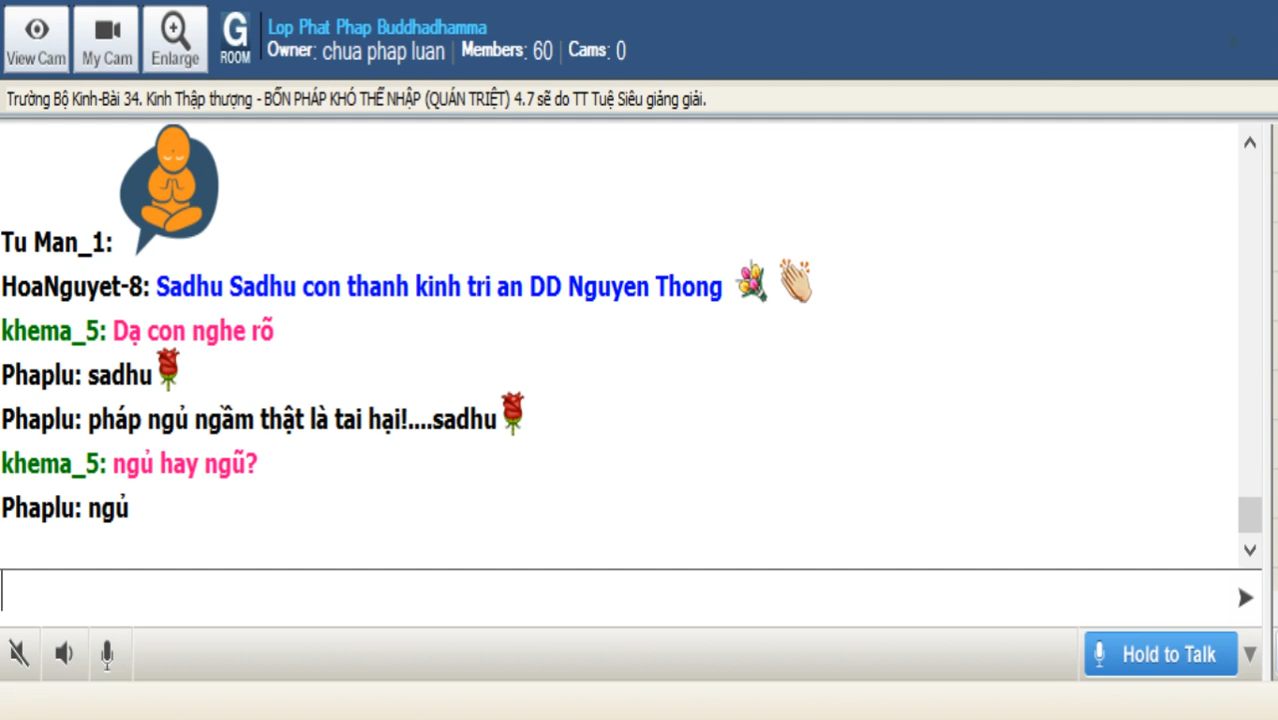 View Cam
My Cam
Enlarge
G
ROOM
Lop Phat Phap Buddhadhamma
Owner: chua phap luan | Members: 60 | Cams: 0
Trường Bộ Kinh-Bài 34. Kinh Thập thượng - BỐN PHÁP KHÓ THỂ NHẬP (QUÁN TRIỆT) 4.7 sẽ do TT Tuệ Siêu giảng giải.
Tu Man_1:
HoaNguyet-8: Sadhu Sadhu con thanh kinh tri an DD Nguyen Thong
khema_5: Dạ con nghe rõ
Phaplu: sadhu
Phaplu: pháp ngủ ngầm thật là tai hại!....sadhu
khema_5: ngủ hay ngũ?
Phaplu: ngủ
Hold to Talk